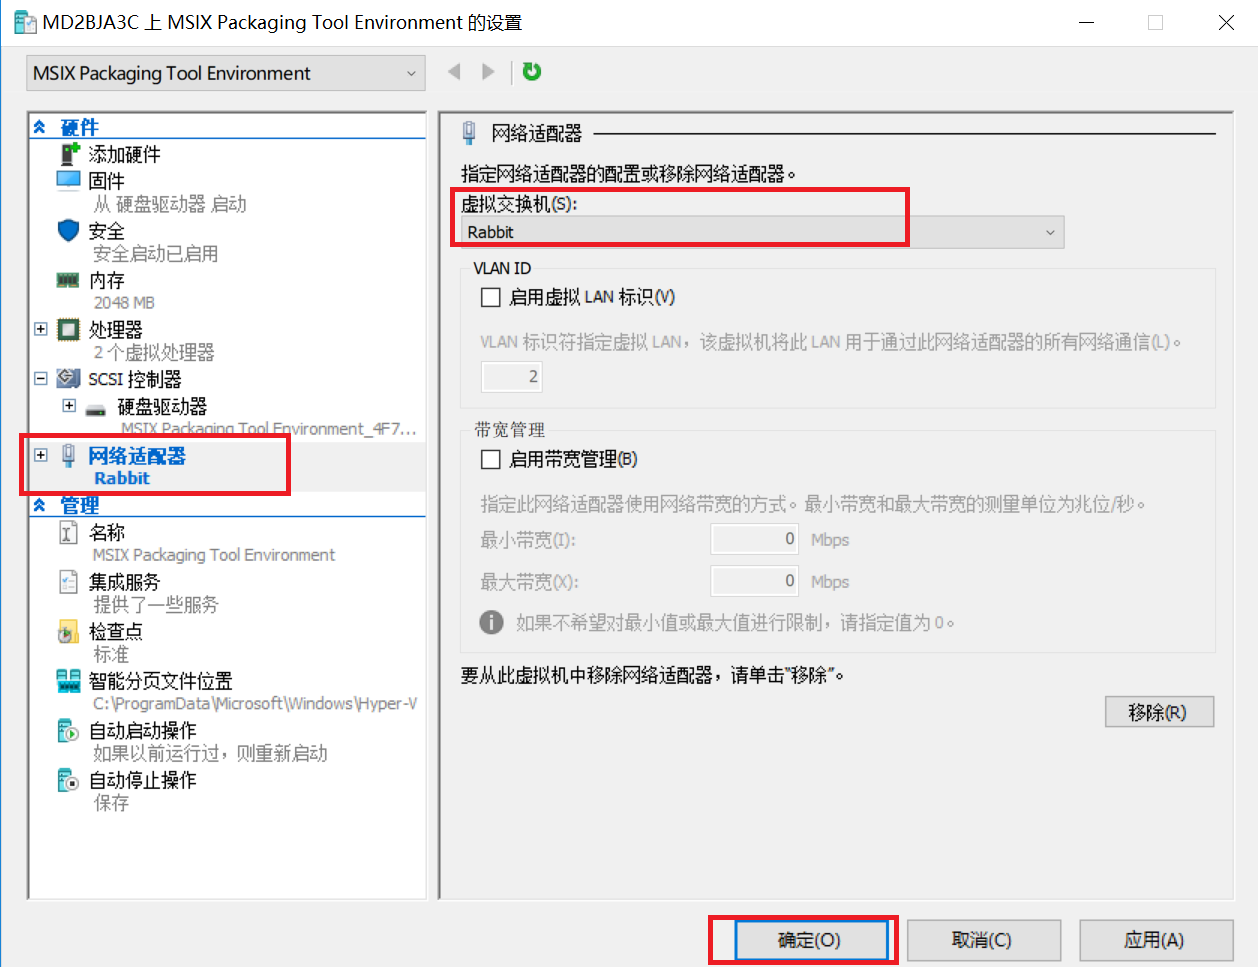 MD2BJA3C 上 MSIX Packaging Tool Environment 的设置
MSIX Packaging Tool Environment
硬件
添加硬件
固件
从 硬盘驱动器 启动
安全
安全启动已启用
内存
2048 MB
处理器
2 个虚拟处理器
SCSI 控制器
硬盘驱动器
MSIX Packaging Tool Environment_4F7...
网络适配器
Rabbit
管理
名称
MSIX Packaging Tool Environment
集成服务
提供了一些服务
检查点
标准
智能分页文件位置
C:\ProgramData\Microsoft\Windows\Hyper-V
自动启动操作
如果以前运行过，则重新启动
自动停止操作
保存
网络适配器
指定网络适配器的配置或移除网络适配器。
虚拟交换机(S):
Rabbit
VLAN ID
启用虚拟 LAN 标识(V)
VLAN 标识符指定虚拟 LAN，该虚拟机将此 LAN 用于通过此网络适配器的所有网络通信(L)。
2
带宽管理
启用带宽管理(B)
指定此网络适配器使用网络带宽的方式。最小带宽和最大带宽的测量单位为兆位/秒。
最小带宽(I): 0 Mbps
最大带宽(X): 0 Mbps
如果不希望对最小值或最大值进行限制，请指定值为 0。
要从此虚拟机中移除网络适配器，请单击"移除"。
移除(R)
确定(O) 取消(C) 应用(A)